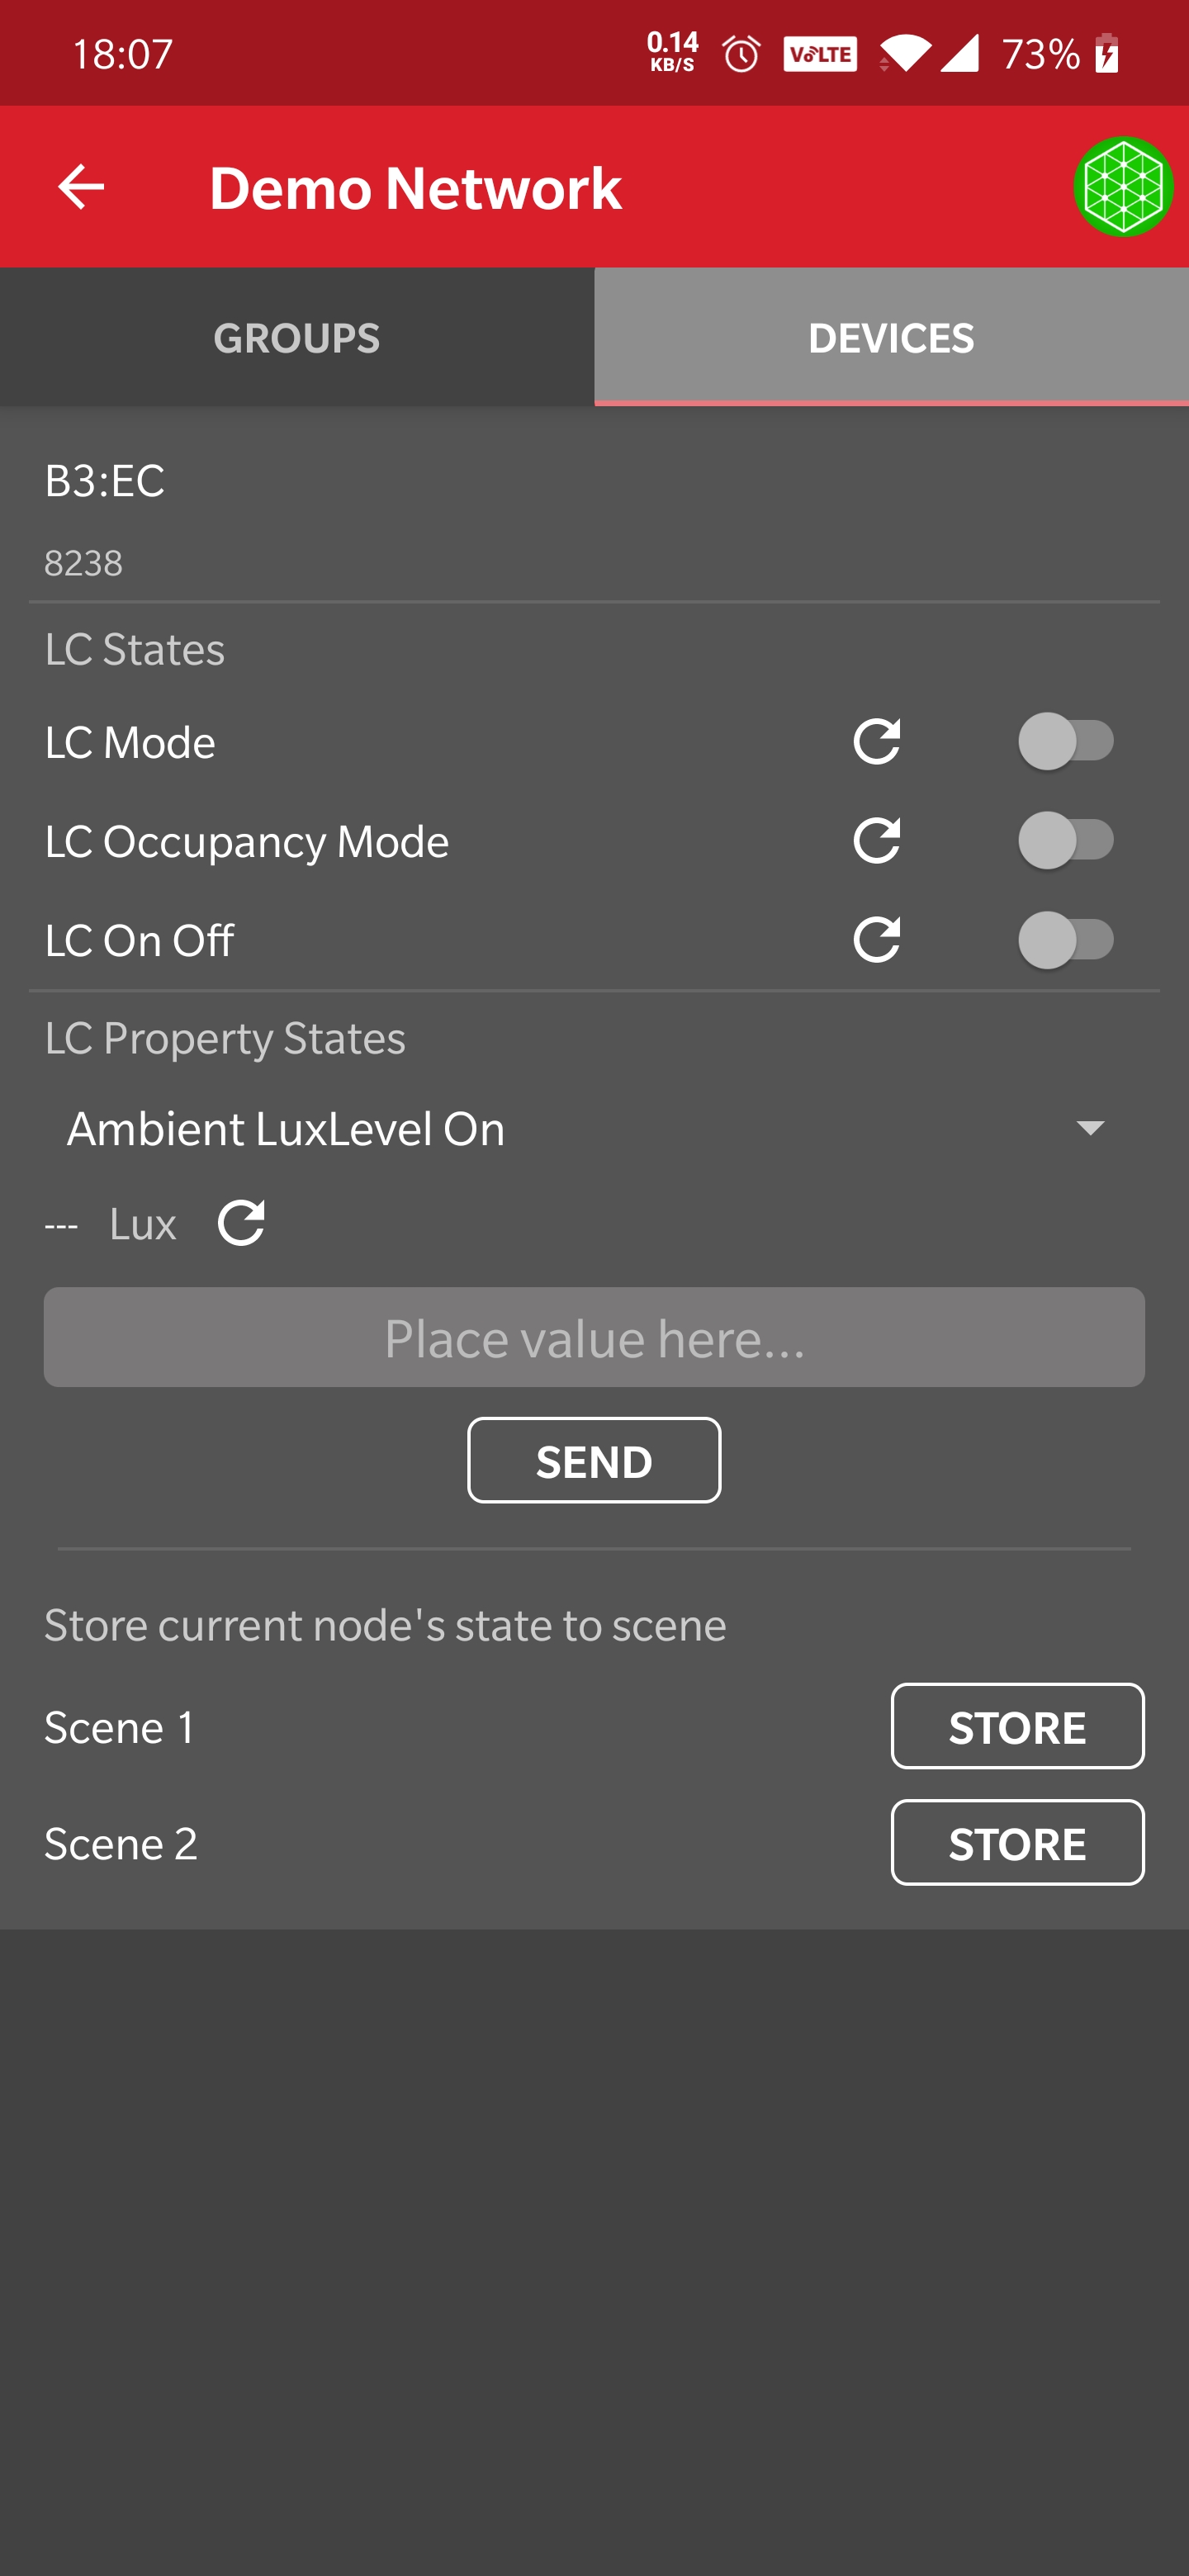 18:07 0.14 KB/S VoLTE 73%
Demo Network
GROUPS DEVICES
B3:EC
8238
LC States
LC Mode
LC Occupancy Mode
LC On Off
LC Property States
Ambient LuxLevel On
--- Lux
Place value here...
SEND
Store current node's state to scene
Scene 1 STORE
Scene 2 STORE